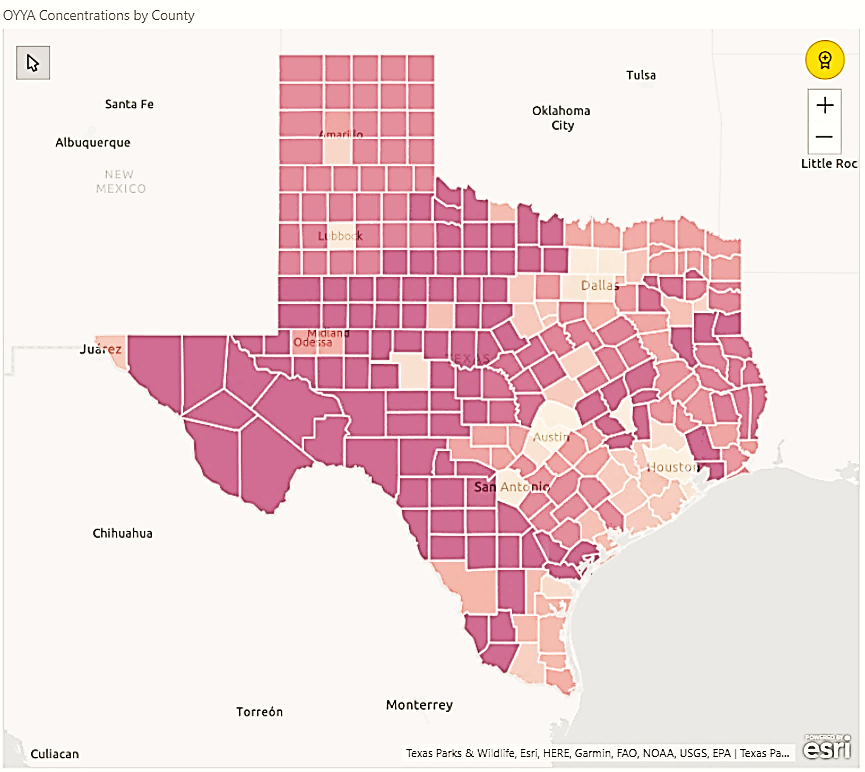 OYYA Concentrations by County
Tulsa
Santa Fe
Oklahoma
City
Albuquerque
+
−
Little Roc
NEW
MEXICO
Amarillo
Lubbock
Dallas
Midland
Odessa
Juárez
TEXAS
Austin
Houston
San Antonio
Chihuahua
Monterrey
Torreón
Culiacan
Texas Parks & Wildlife, Esri, HERE, Garmin, FAO, NOAA, USGS, EPA | Texas Pa...
POWERED BY
esri